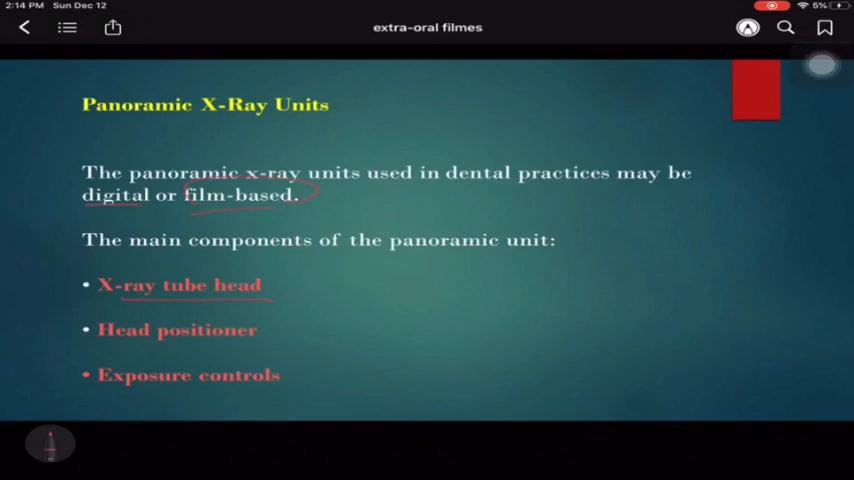 2:14 PM Sun Dec 12
5%
extra-oral filmes
Panoramic X-Ray Units
The panoramic x-ray units used in dental practices may be
digital or film-based.
The main components of the panoramic unit:
• X-ray tube head
• Head positioner
• Exposure controls